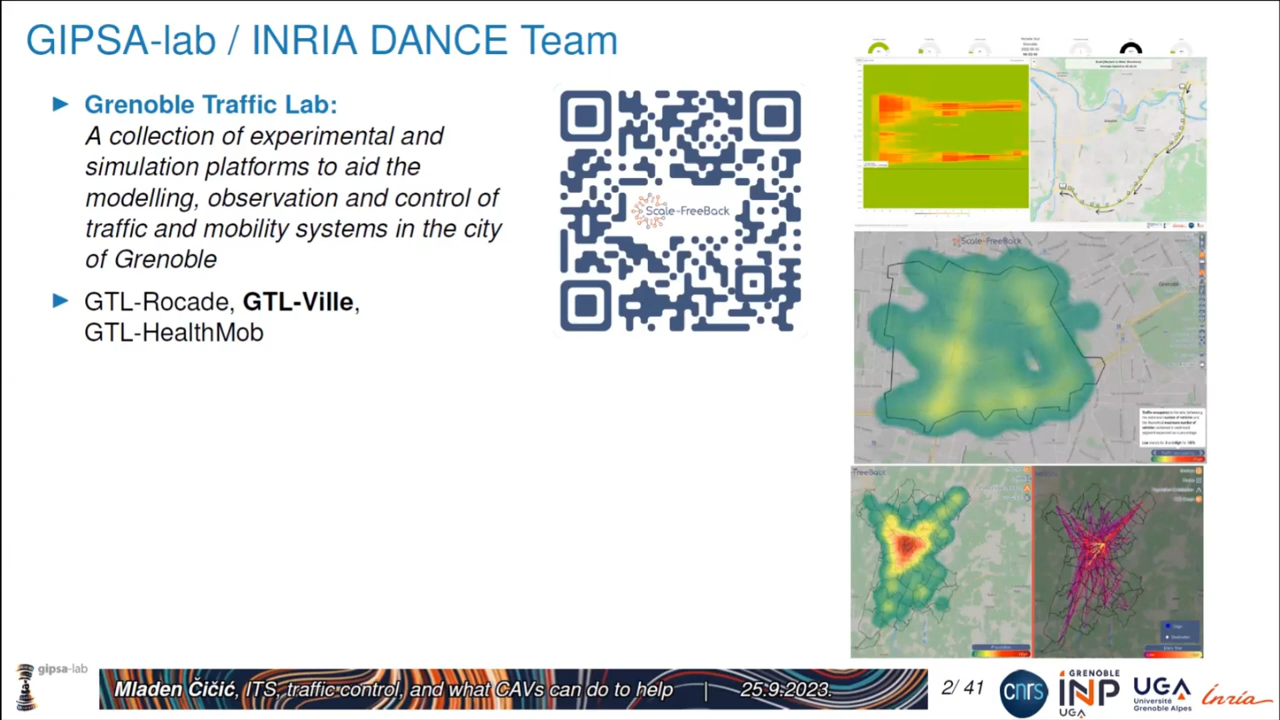 GIPSA-lab / INRIA DANCE Team
Grenoble Traffic Lab:
A collection of experimental and
simulation platforms to aid the
modelling, observation and control of
traffic and mobility systems in the city
of Grenoble
GTL-Rocade, GTL-Ville,
GTL-HealthMob
Scale-FreeBack
Scale-FreeBack
FreeBack
gipsa-lab
Mladen Čičić, ITS, traffic control, and what CAVs can do to help | 25.9.2023.
2/ 41
cnrs
GRENOBLE
INP
UGA
UGA
Université
Grenoble Alpes
Inria